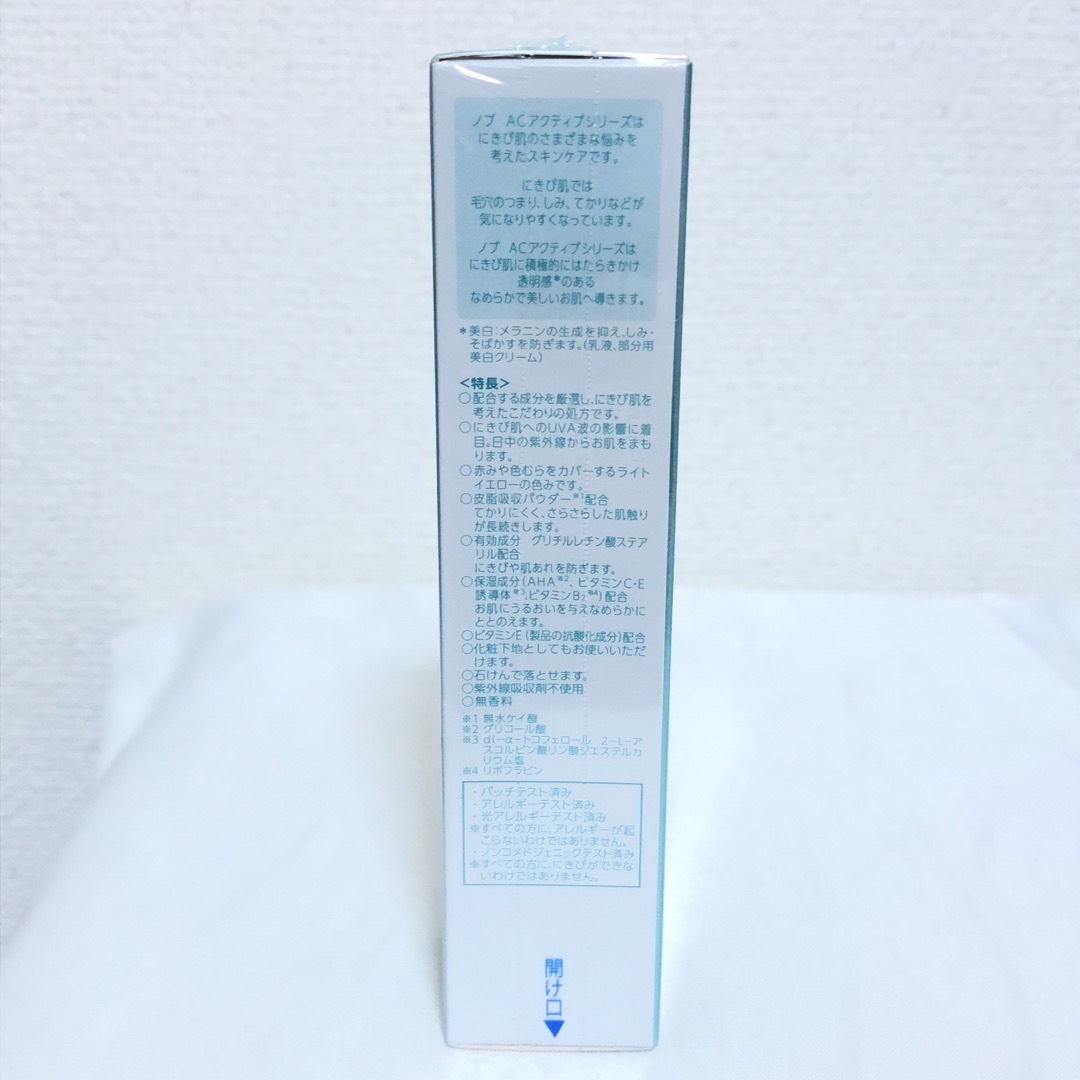 ノブ ACアクティブシリーズは
にきび肌のさまざまな悩みを
考えたスキンケアです。
にきび肌では
毛穴のつまり、しみ、てかりなどが
気になりやすくなっています。
ノブ ACアクティブシリーズは
にきび肌に積極的にはたらきかけ
透明感*のある
なめらかで美しいお肌へ導きます。
*美白:メラニンの生成を抑え、しみ・
そばかすを防ぎます。(乳液、部分用
美白クリーム)
<特長>
○配合する成分を厳選し、にきび肌を
考えたこだわりの処方です。
○にきび肌へのUVA波の影響に着
目。日中の紫外線からお肌をまも
ります。
○赤みや色むらをカバーするライト
イエローの色みです。
○皮脂吸収パウダー※1配合
てかりにくく、さらさらした肌触り
が長続きします。
○有効成分 グリチルレチン酸ステア
リル配合
にきびや肌あれを防ぎます。
○保湿成分(AHA※2、ビタミンC・E
誘導体※3、ビタミンB2※4)配合
お肌にうるおいを与えなめらかに
ととのえます。
○ビタミンE(製品の抗酸化成分)配合
○化粧下地としてもお使いいただ
けます。
○石けんで落とせます。
○紫外線吸収剤不使用
○無香料
※1 無水ケイ酸
※2 グリコール酸
※3 dl-α-トコフェロール 2-L-ア
スコルビン酸リン酸ジエステルカ
リウム塩
※4 リボフラビン
・パッチテスト済み
・アレルギーテスト済み
・光アレルギーテスト済み
※すべての方に、アレルギーが起
こらないわけではありません。
・ノンコメドジェニックテスト済み
※すべての方に、にきびができな
いわけではありません。
開け口▼